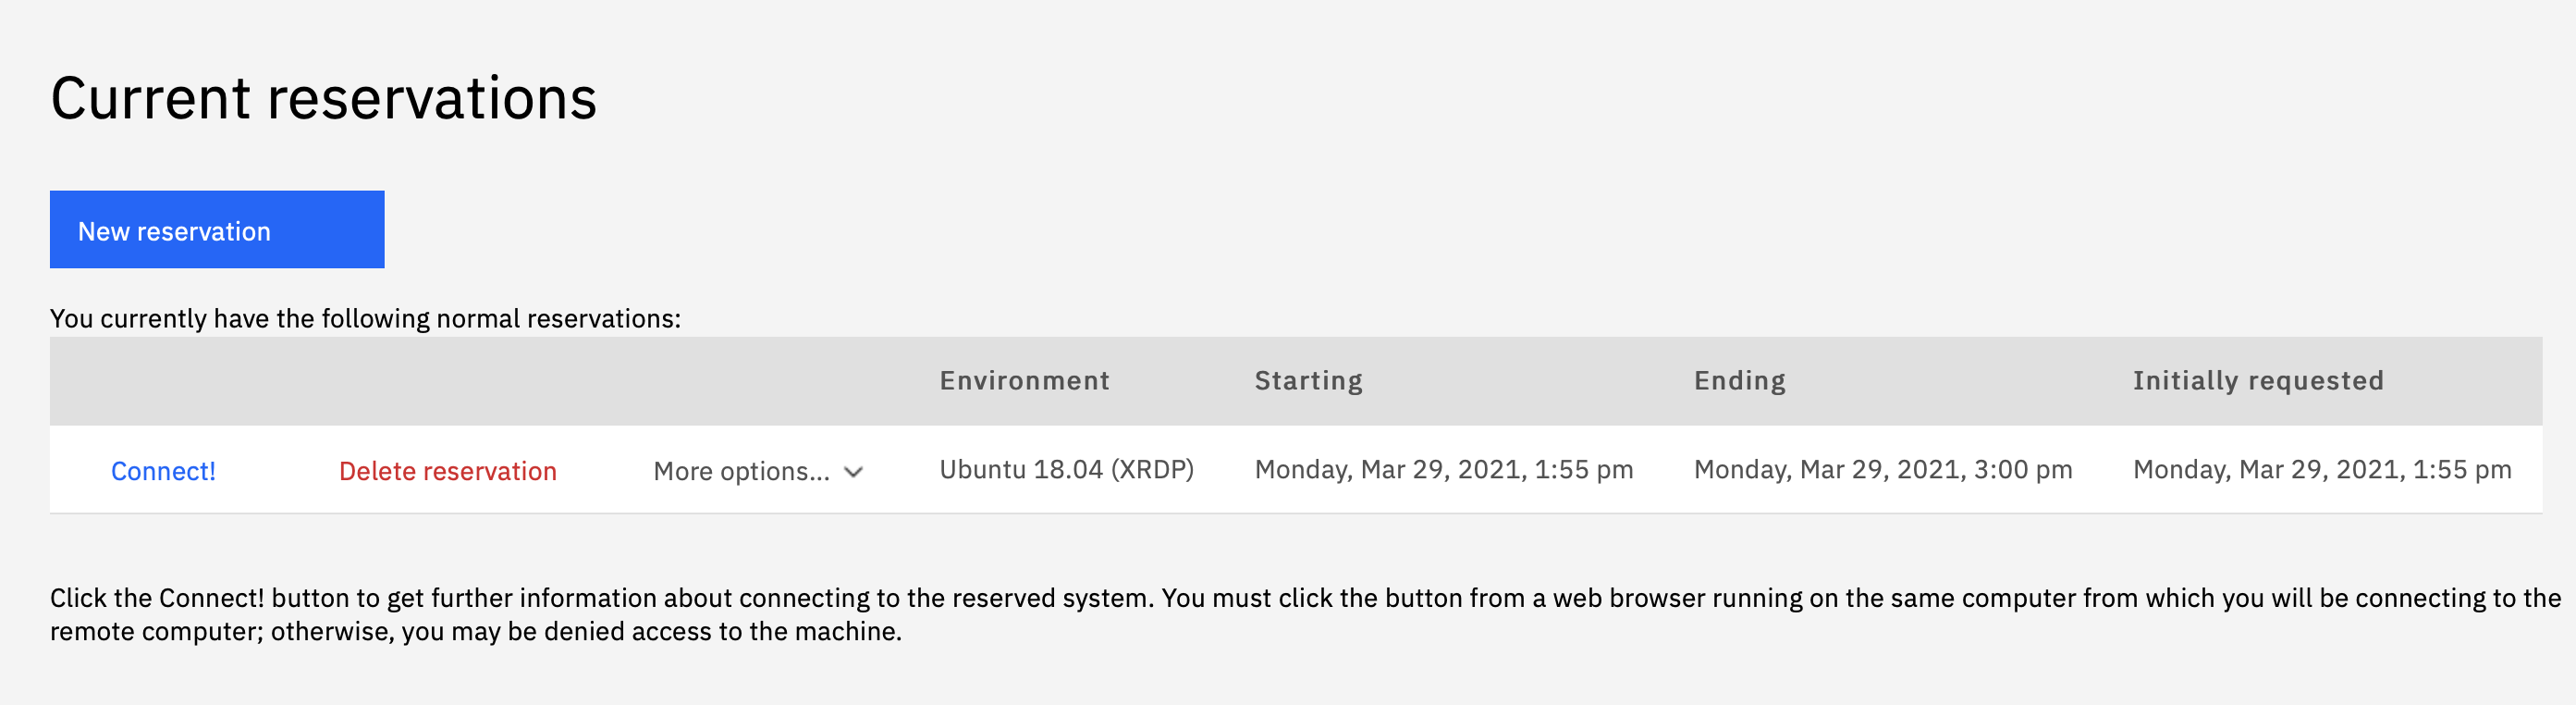 Current reservations
New reservation
You currently have the following normal reservations:
Environment Starting Ending Initially requested
Connect! Delete reservation More options... Ubuntu 18.04 (XRDP) Monday, Mar 29, 2021, 1:55 pm Monday, Mar 29, 2021, 3:00 pm Monday, Mar 29, 2021, 1:55 pm
Click the Connect! button to get further information about connecting to the reserved system. You must click the button from a web browser running on the same computer from which you will be connecting to the
remote computer; otherwise, you may be denied access to the machine.